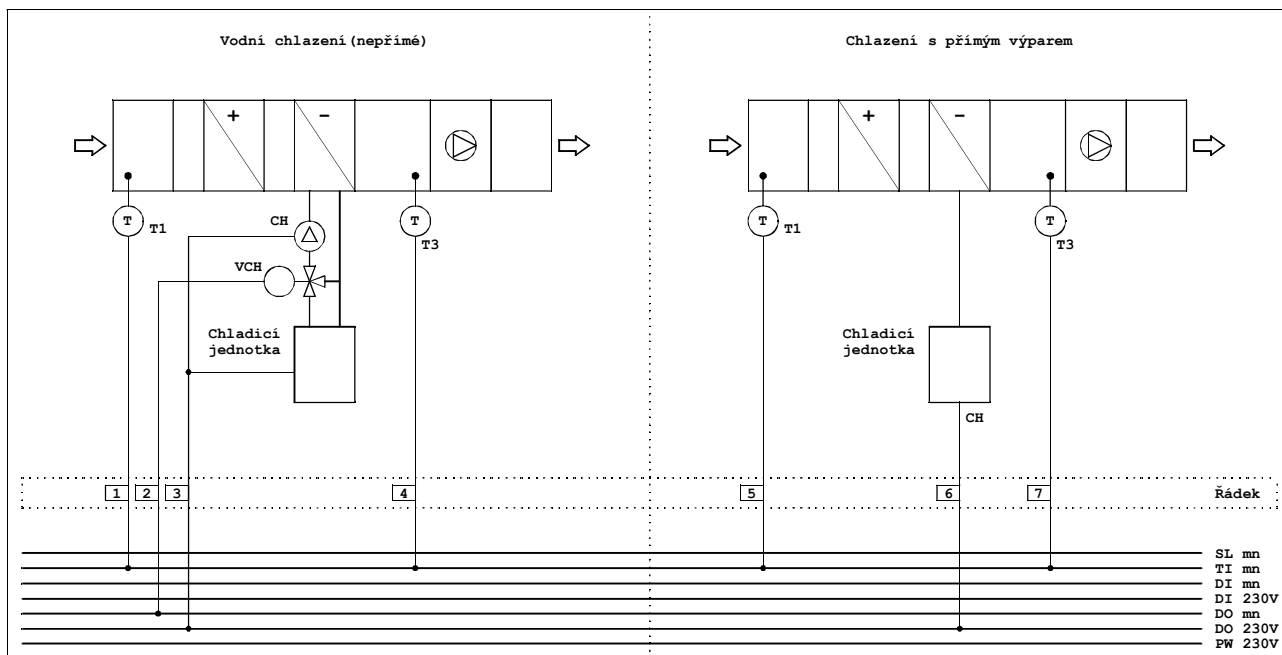 Vodní chlazení(nepřímé)
Chlazení s přímým výparem
+
-
+
-
T
T1
CH
T
T3
VCH
Chladicí
jednotka
T
T1
T
T3
Chladicí
jednotka
CH
1
2
3
4
5
6
7
Řádek
SL mn
TI mn
DI mn
DI 230V
DO mn
DO 230V
PW 230V